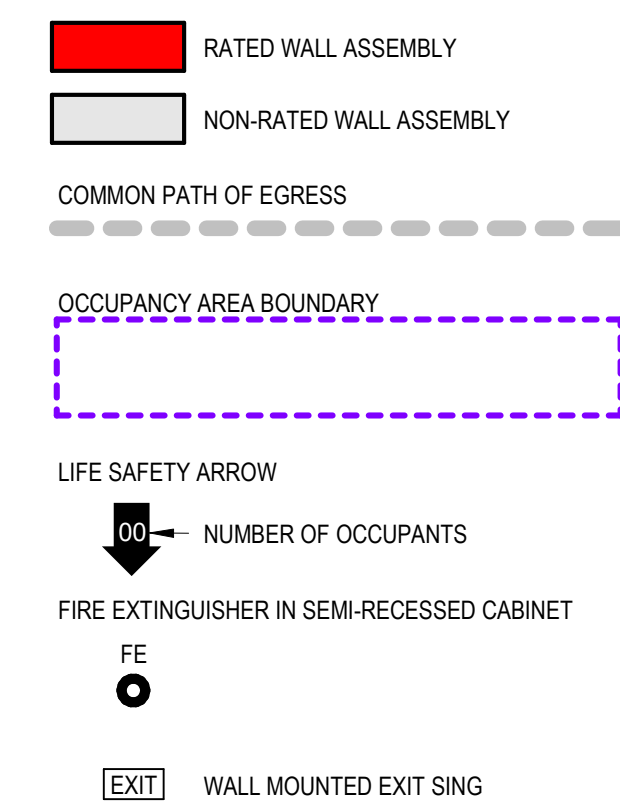 RATED WALL ASSEMBLY
NON-RATED WALL ASSEMBLY
COMMON PATH OF EGRESS
OCCUPANCY AREA BOUNDARY
LIFE SAFETY ARROW
00 NUMBER OF OCCUPANTS
FIRE EXTINGUISHER IN SEMI-RECESSED CABINET
FE
EXIT WALL MOUNTED EXIT SING